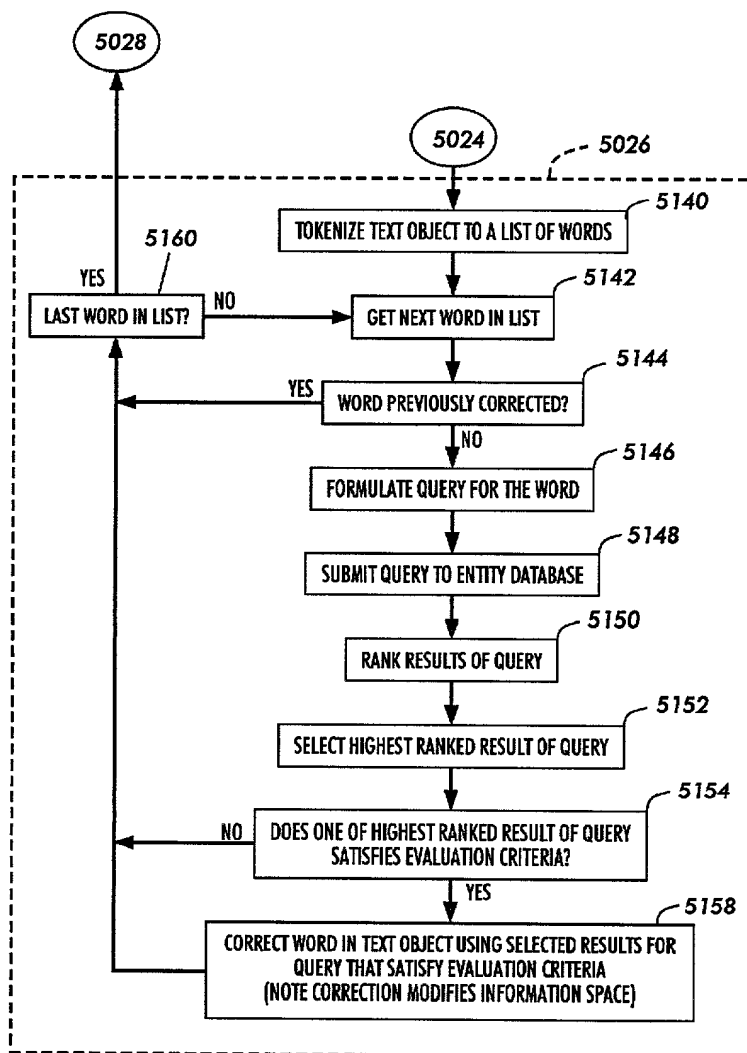 5028
5024
5026
5140
TOKENIZE TEXT OBJECT TO A LIST OF WORDS
5160
5142
YES
NO
LAST WORD IN LIST?
GET NEXT WORD IN LIST
5144
YES
WORD PREVIOUSLY CORRECTED?
NO
5146
FORMULATE QUERY FOR THE WORD
5148
SUBMIT QUERY TO ENTITY DATABASE
5150
RANK RESULTS OF QUERY
5152
SELECT HIGHEST RANKED RESULT OF QUERY
5154
NO
DOES ONE OF HIGHEST RANKED RESULT OF QUERY
SATISFIES EVALUATION CRITERIA?
YES
5158
CORRECT WORD IN TEXT OBJECT USING SELECTED RESULTS FOR
QUERY THAT SATISFY EVALUATION CRITERIA
(NOTE CORRECTION MODIFIES INFORMATION SPACE)